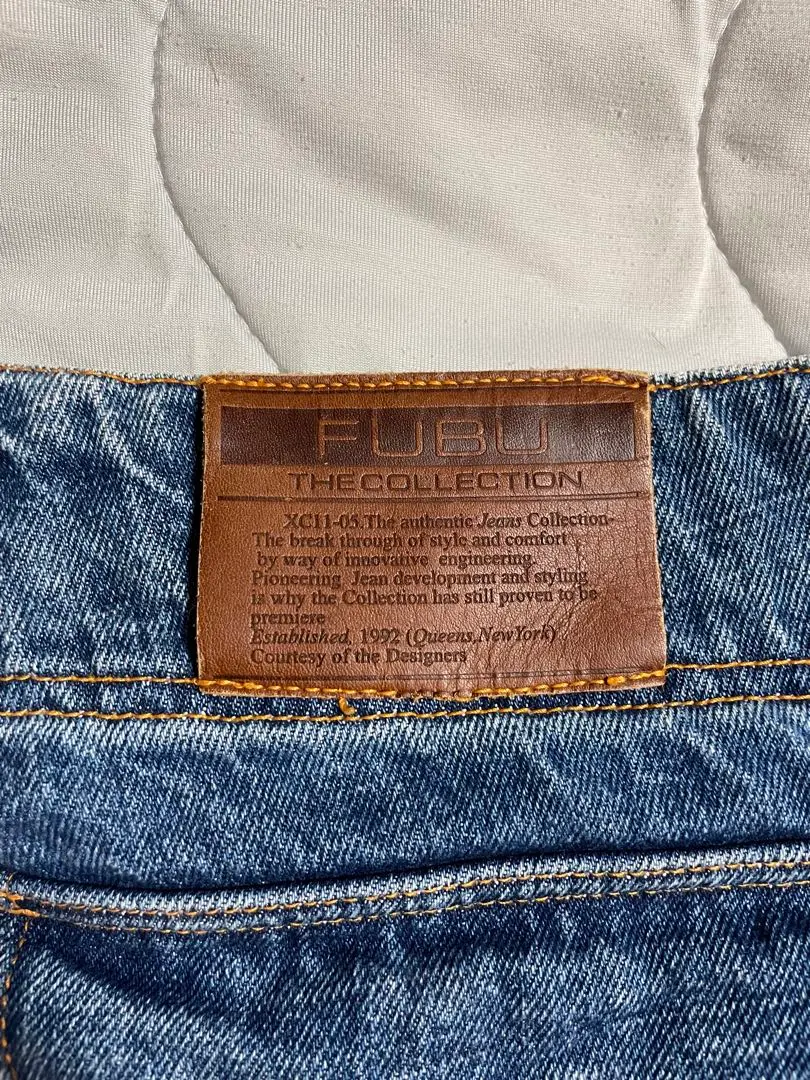 FUBU
THE COLLECTION
XC11-05.The authentic Jeans Collection-
The break through of style and comfort
by way of innovative engineering.
Pioneering Jean development and styling
is why the Collection has still proven to be
premiere
Established, 1992 (Queens,NewYork)
Courtesy of the Designers